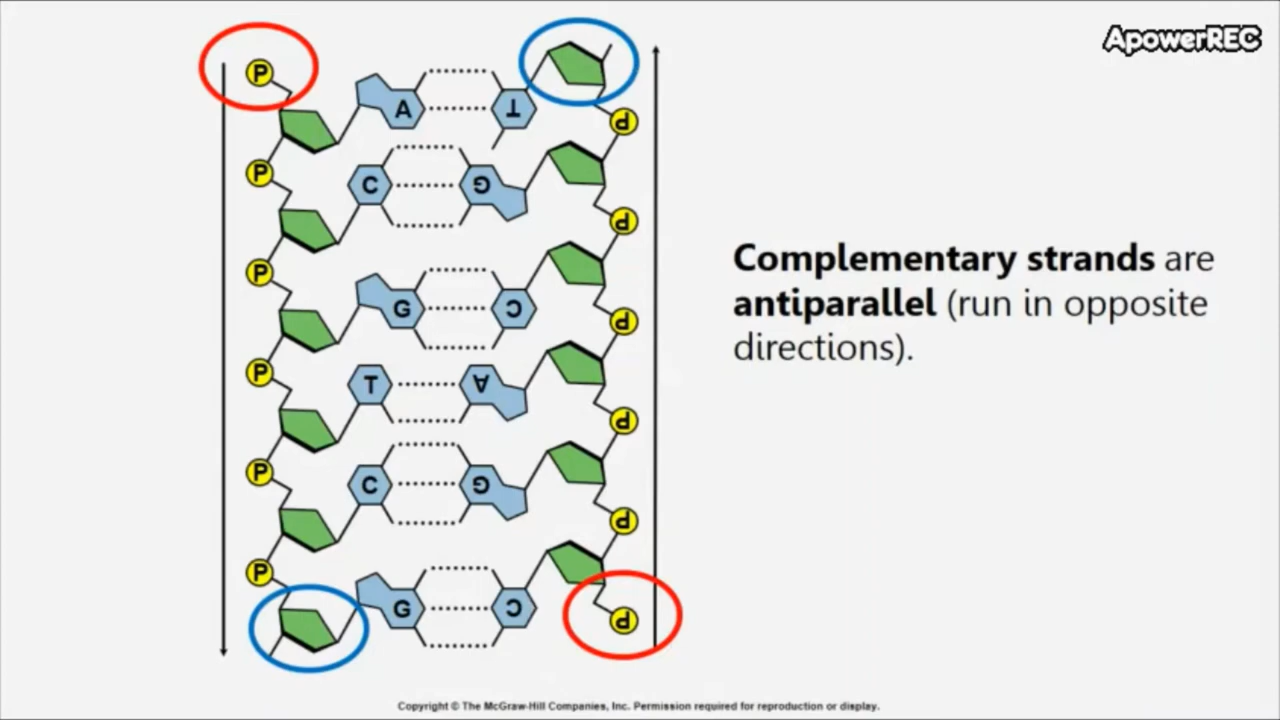 ApowerREC
P
A T
P
P
C G
P
P
G C
P
P
T A
P
P
C G
P
P
G C
P
Complementary strands are
antiparallel (run in opposite
directions).
Copyright © The McGraw-Hill Companies, Inc. Permission required for reproduction or display.